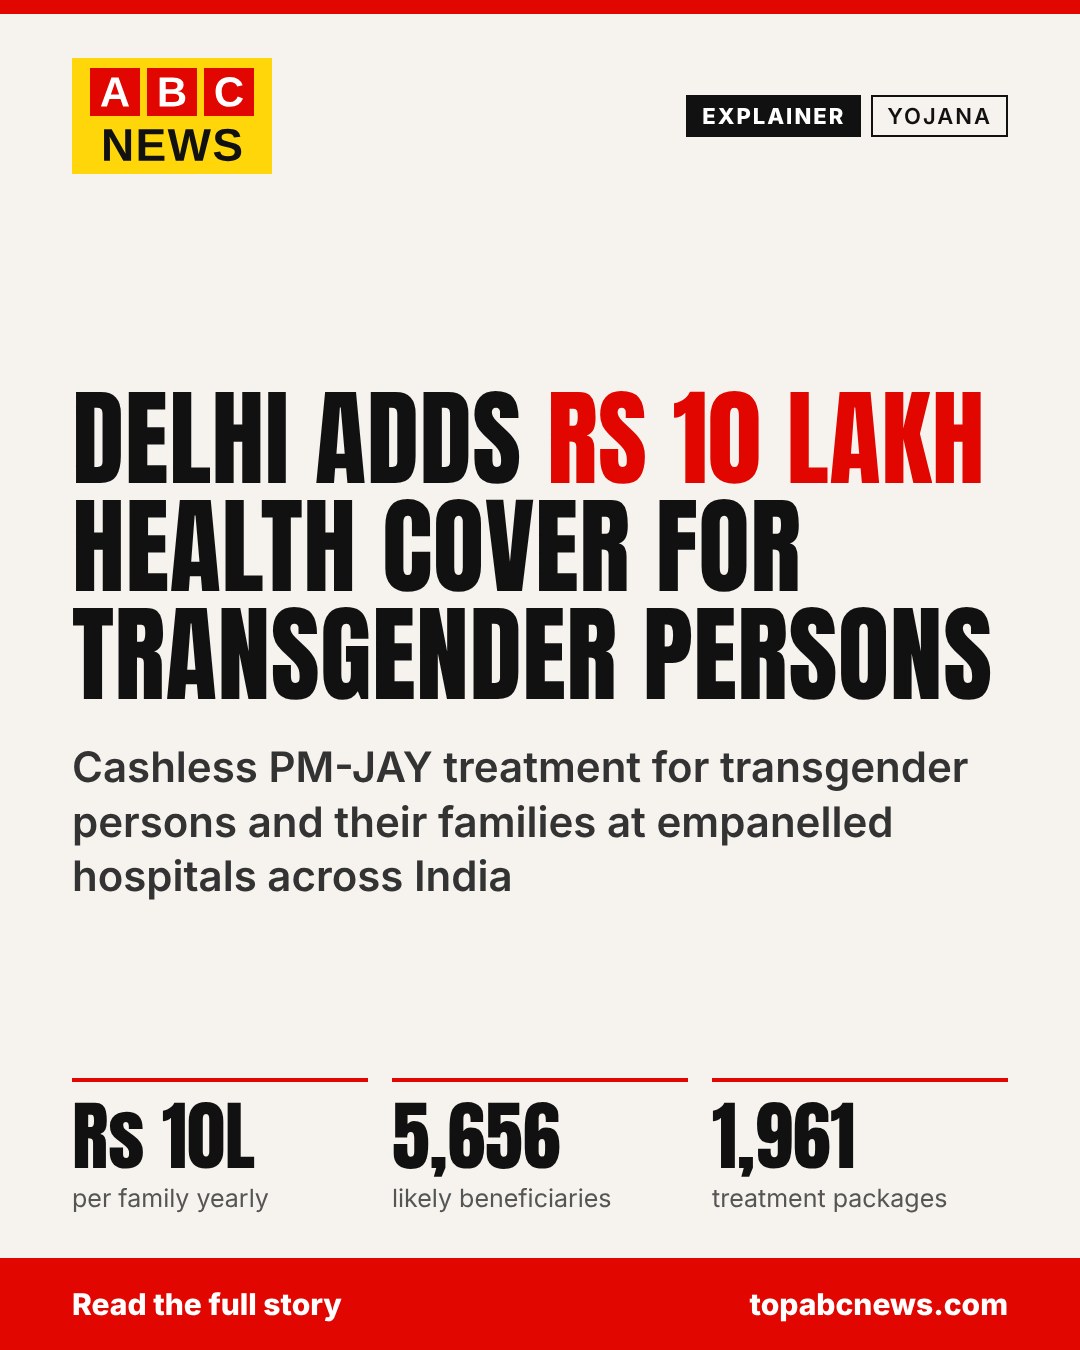 ABC
NEWS
EXPLAINER
YOJANA
DELHI ADDS RS 10 LAKH
HEALTH COVER FOR
TRANSGENDER PERSONS
Cashless PM-JAY treatment for transgender
persons and their families at empanelled
hospitals across India
Rs 10L
per family yearly
5,656
likely beneficiaries
1,961
treatment packages
Read the full story
topabcnews.com